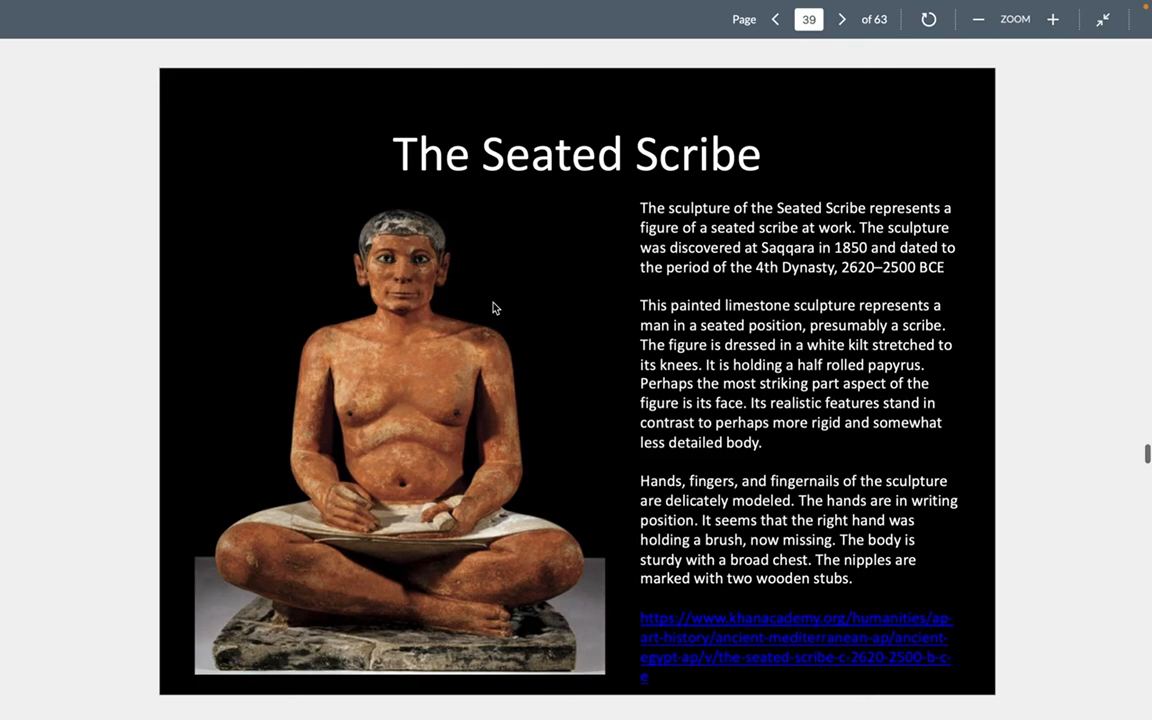 Page 39 of 63 ZOOM
The Seated Scribe
The sculpture of the Seated Scribe represents a
figure of a seated scribe at work. The sculpture
was discovered at Saqqara in 1850 and dated to
the period of the 4th Dynasty, 2620–2500 BCE
This painted limestone sculpture represents a
man in a seated position, presumably a scribe.
The figure is dressed in a white kilt stretched to
its knees. It is holding a half rolled papyrus.
Perhaps the most striking part aspect of the
figure is its face. Its realistic features stand in
contrast to perhaps more rigid and somewhat
less detailed body.
Hands, fingers, and fingernails of the sculpture
are delicately modeled. The hands are in writing
position. It seems that the right hand was
holding a brush, now missing. The body is
sturdy with a broad chest. The nipples are
marked with two wooden stubs.
https://www.khanacademy.org/humanities/ap-
art-history/ancient-mediterranean-ap/ancient-
egypt-ap/v/the-seated-scribe-c-2620-2500-b-c-
e